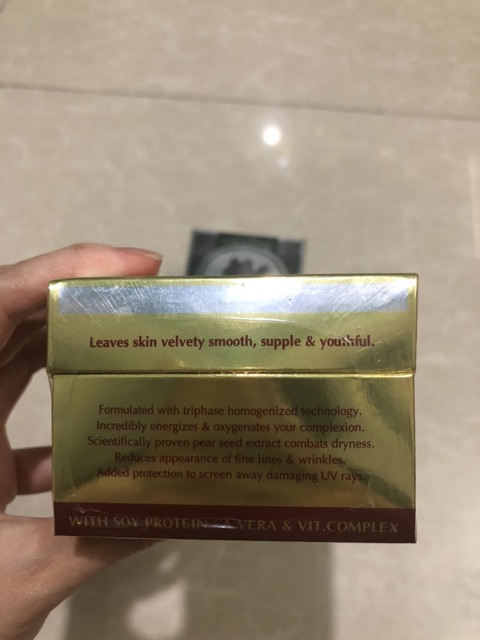 Leaves skin velvety smooth, supple & youthful.
Formulated with triphase homogenized technology.
Incredibly energizes & oxygenates your complexion.
Scientifically proven pear seed extract combats dryness.
Reduces appearance of fine lines & wrinkles.
Added protection to screen away damaging UV rays.
WITH SOY PROTEIN VERA & VIT.COMPLEX